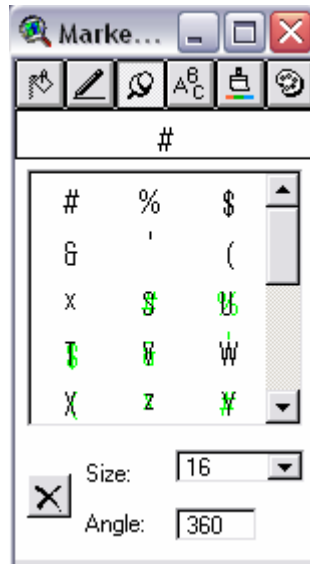 Marke...
#
# % $
& ' (
x
W
X z
Size: 16
Angle: 360